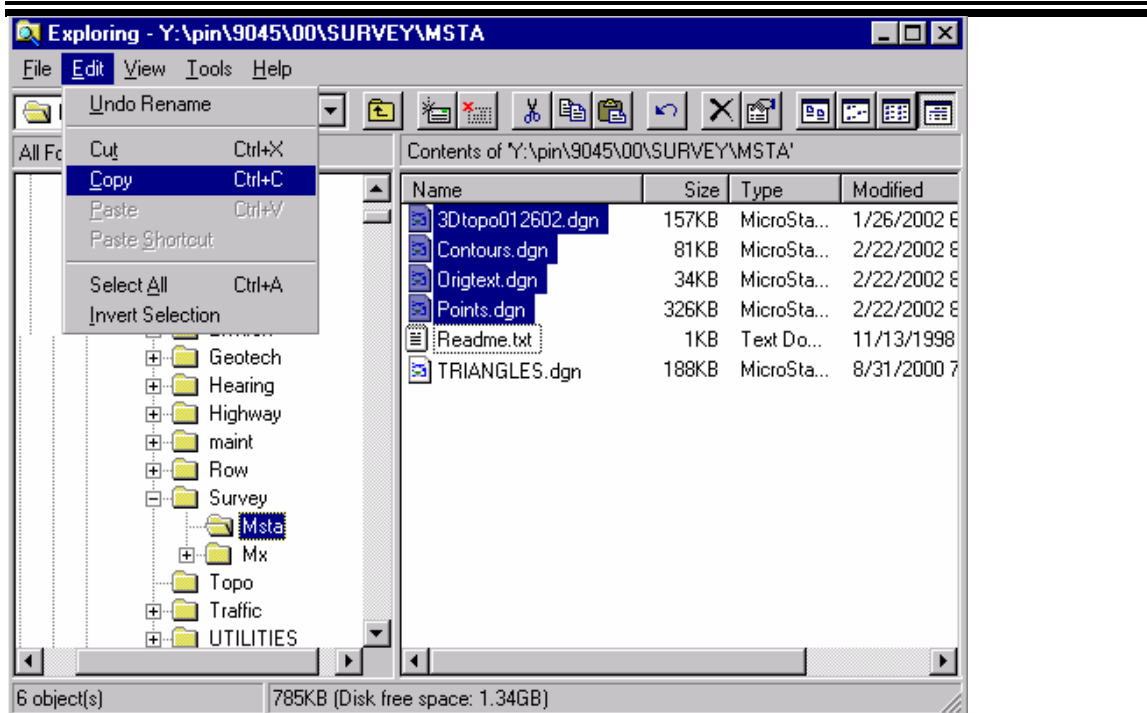 Exploring - Y:\pin\9045\00\SURVEY\MSTA
File Edit View Tools Help
Undo Rename
Cut Ctrl+X
Copy Ctrl+C
Paste Ctrl+V
Paste Shortcut
Select All Ctrl+A
Invert Selection
All Fo
Contents of 'Y:\pin\9045\00\SURVEY\MSTA'
Name Size Type Modified
3Dtopo012602.dgn 157KB MicroSta... 1/26/2002 6
Contours.dgn 81KB MicroSta... 2/22/2002 8
Origtext.dgn 34KB MicroSta... 2/22/2002 8
Points.dgn 326KB MicroSta... 2/22/2002 8
Readme.txt 1KB Text Do... 11/13/1998
TRIANGLES.dgn 188KB MicroSta... 8/31/2000 7
Geotech
Hearing
Highway
maint
Row
Survey
Msta
Mx
Topo
Traffic
UTILITIES
6 object(s) 785KB (Disk free space: 1.34GB)